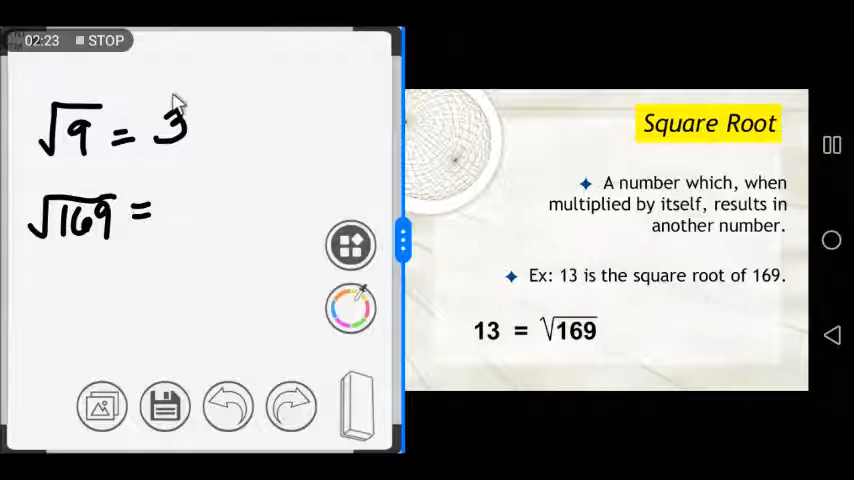 02:23 STOP
√9 = 3
√169 =
Square Root
A number which, when
multiplied by itself, results in
another number.
Ex: 13 is the square root of 169.
13 = √169